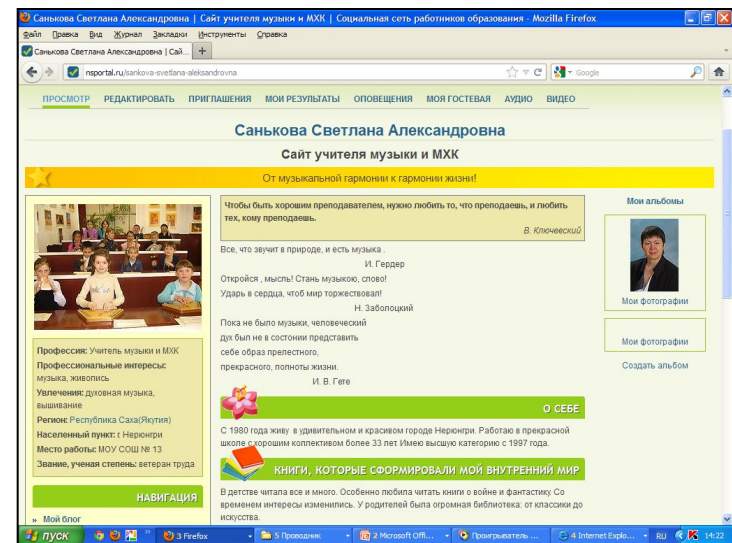 Санькова Светлана Александровна | Сайт учителя музыки и МХК | Социальная сеть работников образования - Mozilla Firefox
Файл Правка Вид Журнал Закладки Инструменты Справка
Санькова Светлана Александровна | Сай...
nsportal.ru/sankova-svetlana-aleksandrovna
Google
ПРОСМОТР РЕДАКТИРОВАТЬ ПРИГЛАШЕНИЯ МОИ РЕЗУЛЬТАТЫ ОПОВЕЩЕНИЯ МОЯ ГОСТЕВАЯ АУДИО ВИДЕО
Санькова Светлана Александровна
Сайт учителя музыки и МХК
От музыкальной гармонии к гармонии жизни!
Профессия: Учитель музыки и МХК
Профессиональные интересы:
музыка, живопись
Увлечения: духовная музыка,
вышивание
Регион: Республика Саха(Якутия)
Населенный пункт: г. Нерюнгри
Место работы: МОУ СОШ № 13
Звание, ученая степень: ветеран труда
НАВИГАЦИЯ
» Мой блог
Чтобы быть хорошим преподавателем, нужно любить то, что преподаешь, и любить
тех, кому преподаешь.
В. Ключевский
Все, что звучит в природе, и есть музыка .
И. Гердер
Откройся , мысль! Стань музыкою, слово!
Ударь в сердца, чтоб мир торжествовал!
Н. Заболоцкий
Пока не было музыки, человеческий
дух был не в состоянии представить
себе образ прелестного,
прекрасного, полноты жизни.
И. В. Гете
О СЕБЕ
С 1980 года живу в удивительном и красивом городе Нерюнгри. Работаю в прекрасной
школе с хорошим коллективом более 33 лет. Имею высшую категорию с 1997 года.
КНИГИ, КОТОРЫЕ СФОРМИРОВАЛИ МОЙ ВНУТРЕННИЙ МИР
В детстве читала все и много. Особенно любила читать книги о войне и фантастику. Со
временем интересы изменились. У родителей была огромная библиотека: от классики до
искусства.
Мои альбомы
Мои фотографии
Мои фотографии
Создать альбом
пуск
3 Firefox
5 Проводник
2 Microsoft Offi...
Проигрыватель ...
4 Internet Explo...
RU
14:22